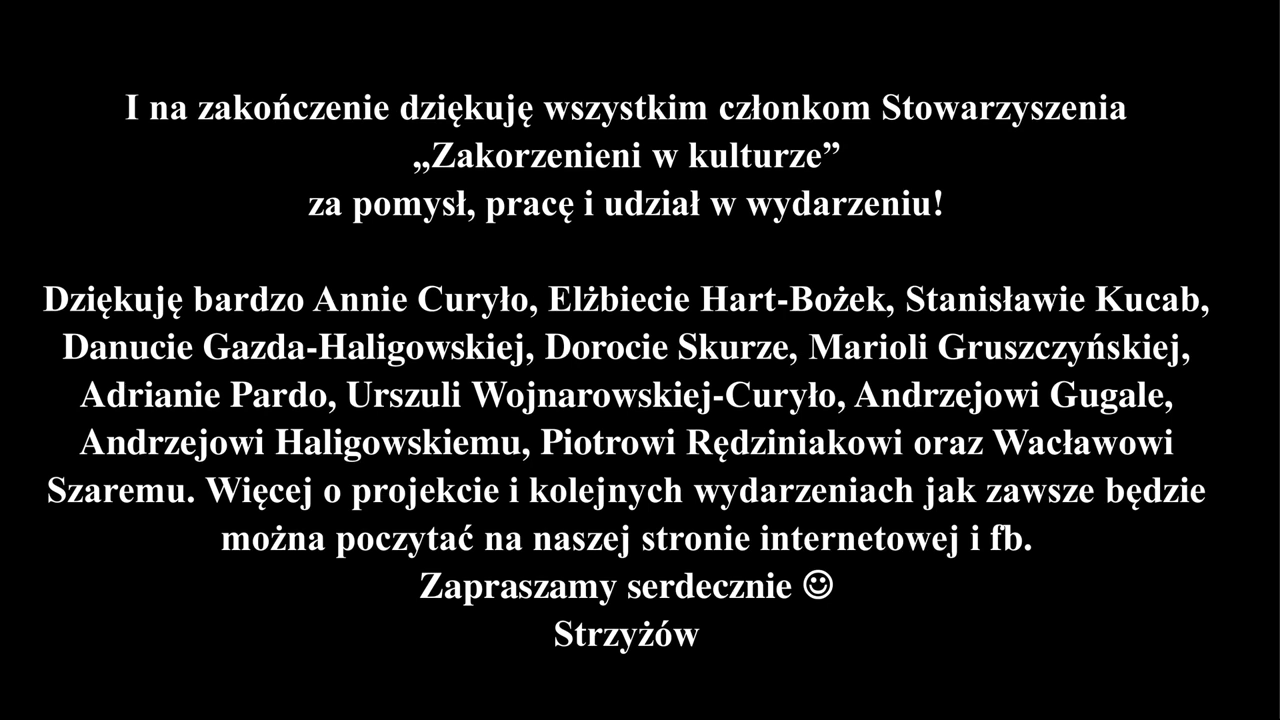 I na zakończenie dziękuję wszystkim członkom Stowarzyszenia
„Zakorzenieni w kulturze”
za pomysł, pracę i udział w wydarzeniu!
Dziękuję bardzo Annie Curyło, Elżbiecie Hart-Bożek, Stanisławie Kucab,
Danucie Gazda-Haligowskiej, Dorocie Skurze, Marioli Gruszczyńskiej,
Adrianie Pardo, Urszuli Wojnarowskiej-Curyło, Andrzejowi Gugale,
Andrzejowi Haligowskiemu, Piotrowi Rędziniakowi oraz Wacławowi
Szaremu. Więcej o projekcie i kolejnych wydarzeniach jak zawsze będzie
można poczytać na naszej stronie internetowej i fb.
Zapraszamy serdecznie ☺
Strzyżów